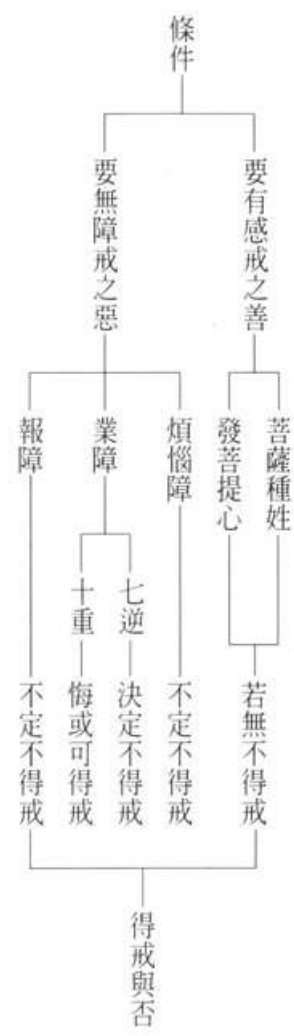 條件
要有感戒之善
要無障戒之惡
菩薩種姓
發菩提心
煩惱障
業障
報障
七逆
十重
若無不得戒
不定不得戒
決定不得戒
悔或可得戒
不定不得戒
得戒與否